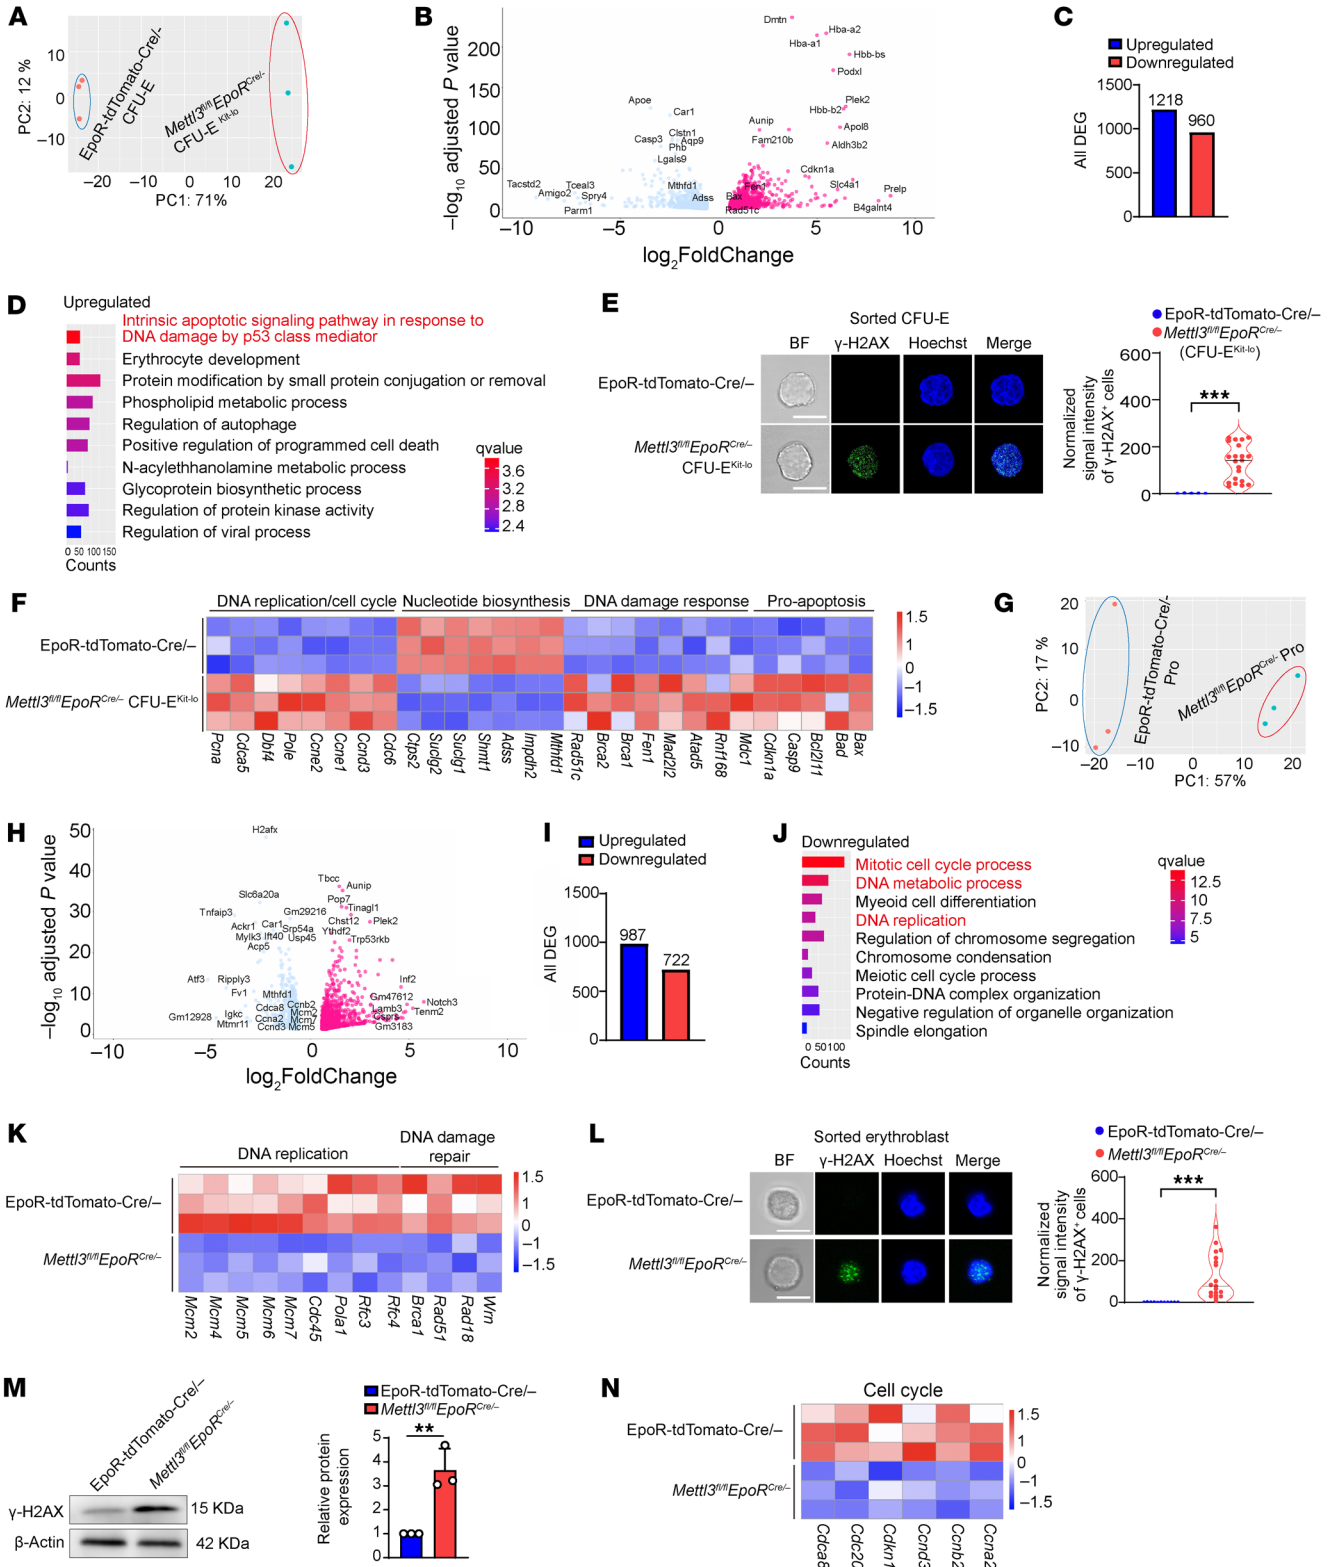 A
PC2: 12 %
10
0
−10
EpoR-tdTomato-Cre/–
CFU-E
Mettl3fl/flEpoRCre/–
CFU-E Kit-lo
−20 −10 0 10 20
PC1: 71%
B
−log10 adjusted P value
200
150
100
50
0
Dmtn
Hba-a2
Hba-a1
Hbb-bs
Podxl
Apoe
Car1
Plek2
Hbb-b2
Aunip
Apol8
Clstn1
Casp3
Aqp9
Fam210b
Phb
Aldh3b2
Lgals9
Cdkn1a
Tacstd2
Tceal3
Mthfd1
Fen1
Slc4a1
Prelp
Amigo2
Spry4
Adss
Bax
Parm1
Rad51c
B4galnt4
−10 −5 0 5 10
log2FoldChange
C
Upregulated
Downregulated
All DEG
1500
1000
500
0
1218
960
D
Upregulated
Intrinsic apoptotic signaling pathway in response to
DNA damage by p53 class mediator
Erythrocyte development
Protein modification by small protein conjugation or removal
Phospholipid metabolic process
Regulation of autophage
Positive regulation of programmed cell death
N-acylethhanolamine metabolic process
Glycoprotein biosynthetic process
Regulation of protein kinase activity
Regulation of viral process
0 50 100 150
Counts
qvalue
3.6
3.2
2.8
2.4
E
Sorted CFU-E
BF γ-H2AX Hoechst Merge
EpoR-tdTomato-Cre/–
Mettl3fl/flEpoRCre/–
CFU-EKit-lo
EpoR-tdTomato-Cre/–
Mettl3fl/flEpoRCre/–
(CFU-EKit-lo)
Normalized
signal intensity
of γ-H2AX+ cells
600
400
200
0
***
F
DNA replication/cell cycle Nucleotide biosynthesis DNA damage response Pro-apoptosis
EpoR-tdTomato-Cre/–
Mettl3fl/flEpoRCre/– CFU-EKit-lo
1.5
1
0
−1
−1.5
Pcna Cdca5 Dbf4 Pole Ccne2 Ccne1 Ccnd3 Cdc6 Ctps2 Suclg2 Suclg1 Shmt1 Adss Impdh2 Mthfd1 Rad51c Brca2 Brca1 Fen1 Mad2l2 Atad5 Rnf168 Mdc1 Cdkn1a Casp9 Bcl2l11 Bad Bax
G
PC2: 17 %
20
10
0
−10
EpoR-tdTomato-Cre/–
Pro
Mettl3fl/flEpoRCre/– Pro
−20 −10 0 10 20
PC1: 57%
H
−log10 adjusted P value
50
40
30
20
10
0
H2afx
Tbcc
Aunip
Slc6a20a
Pop7
Tinagl1
Tnfaip3
Gm29216
Chst12
Plek2
Ackr1
Car1
Srp54a
Ythdf2
Mylk3
Ift40
Usp45
Trp53rkb
Acp5
Atf3
Ripply3
Inf2
Fv1
Mthfd1
Gm47612
Notch3
Cdca8
Ccnb2
Lamb3
Tenm2
Gm12928
Igkc
Ccna2
Mcm2
Mcm7
Mtmr11
Ccnd3
Mcm5
Gm3183
−10 −5 0 5 10
log2FoldChange
I
Upregulated
Downregulated
All DEG
1500
1000
500
0
987
722
J
Downregulated
Mitotic cell cycle process
DNA metabolic process
Myeoid cell differentiation
DNA replication
Regulation of chromosome segregation
Chromosome condensation
Meiotic cell cycle process
Protein-DNA complex organization
Negative regulation of organelle organization
Spindle elongation
0 50 100
Counts
qvalue
12.5
10
7.5
5
K
DNA replication
DNA damage
repair
EpoR-tdTomato-Cre/–
Mettl3fl/flEpoRCre/–
1.5
1
0
−1
−1.5
Mcm2 Mcm4 Mcm5 Mcm6 Mcm7 Cdc45 Pola1 Rfc3 Rfc4 Brca1 Rad51 Rad18 Wrn
L
Sorted erythroblast
BF γ-H2AX Hoechst Merge
EpoR-tdTomato-Cre/–
Mettl3fl/flEpoRCre/–
EpoR-tdTomato-Cre/–
Mettl3fl/flEpoRCre/–
Normalized
signal intensity
of γ-H2AX+ cells
600
400
200
0
***
M
EpoR-tdTomato-Cre/–
Mettl3fl/flEpoRCre/–
γ-H2AX
15 KDa
β-Actin
42 KDa
EpoR-tdTomato-Cre/–
Mettl3fl/flEpoRCre/–
Relative protein
expression
5
4
3
2
1
0
**
N
Cell cycle
EpoR-tdTomato-Cre/–
Mettl3fl/flEpoRCre/–
1.5
1
0
−1
−1.5
Cdca8 Cdc20 Cdkn1 Ccnd3 Ccnb2 Ccna2